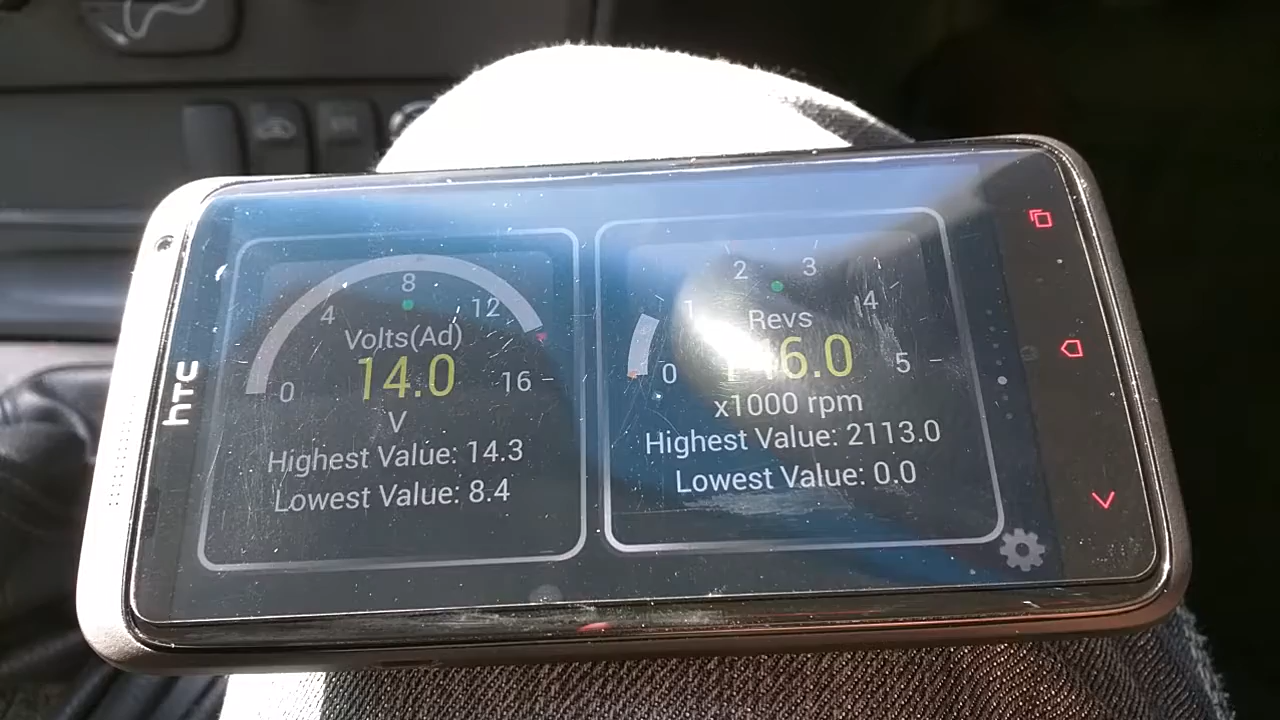 hTC
8
4
12
Volts(Ad)
14.0
0
16
V
Highest Value: 14.3
Lowest Value: 8.4
2
3
1
4
Revs
0
5
x1000 rpm
Highest Value: 2113.0
Lowest Value: 0.0